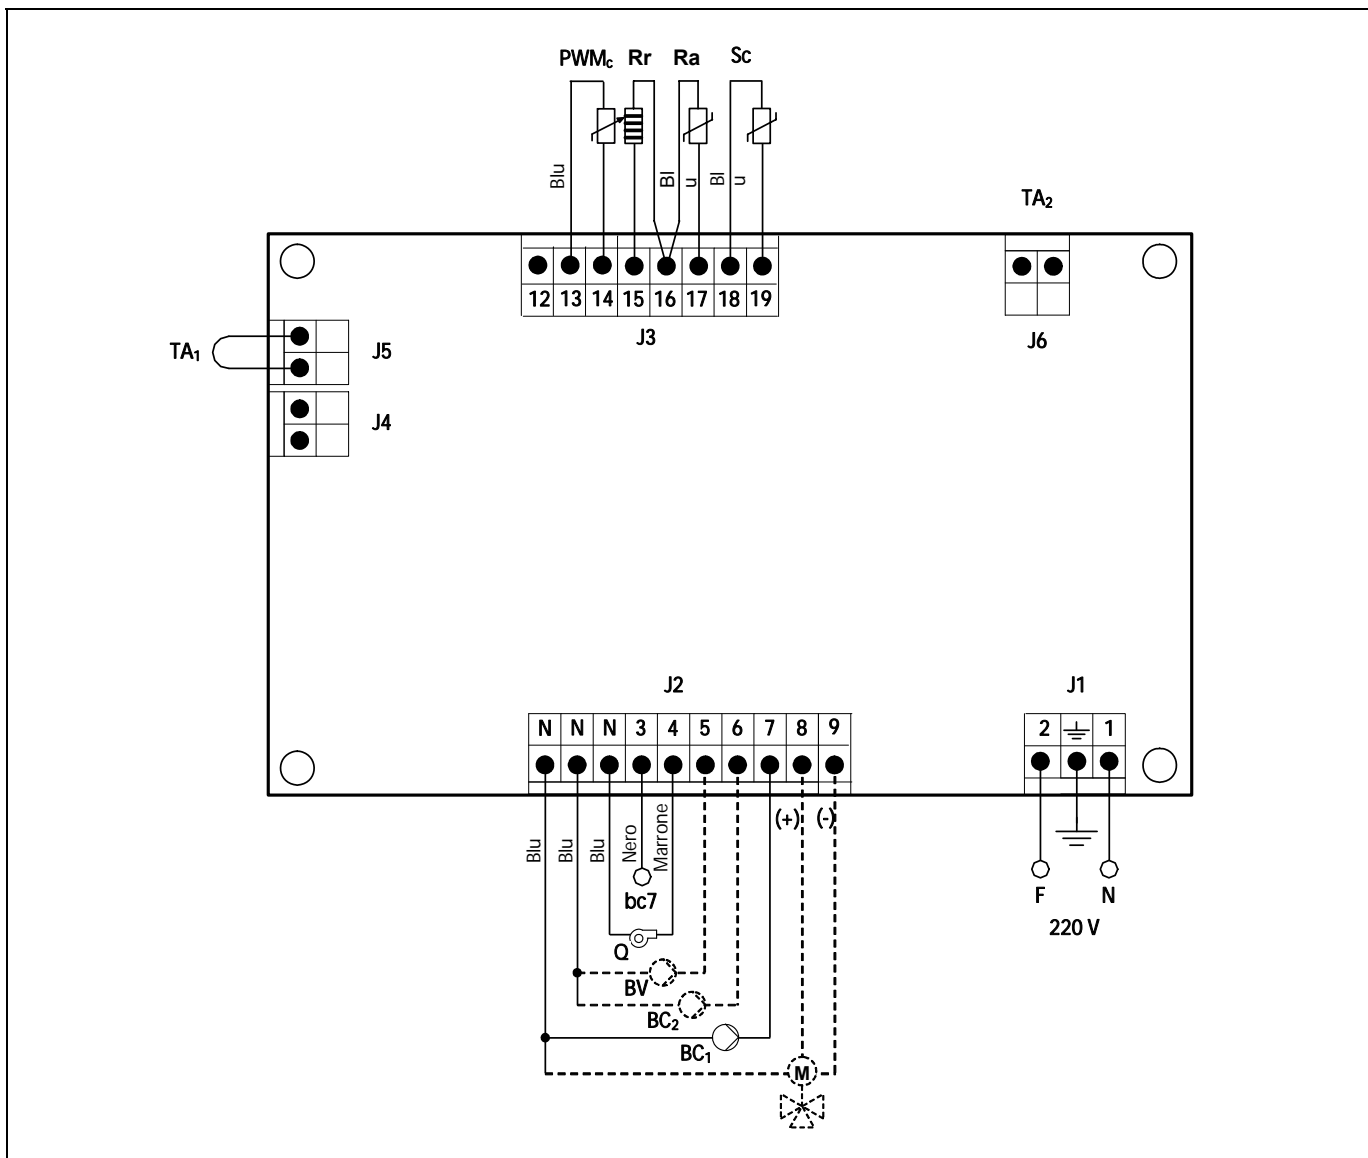 PWMc Rr Ra Sc
Blu
Bl
u
Bl
u
TA2
12 13 14 15 16 17 18 19
J3
J6
TA1
J5
J4
J2
J1
N N N 3 4 5 6 7 8 9
2 1
(+) (-)
Blu
Blu
Blu
Nero
Marrone
bc7
F N
220 V
Q
BV
BC2
BC1
M